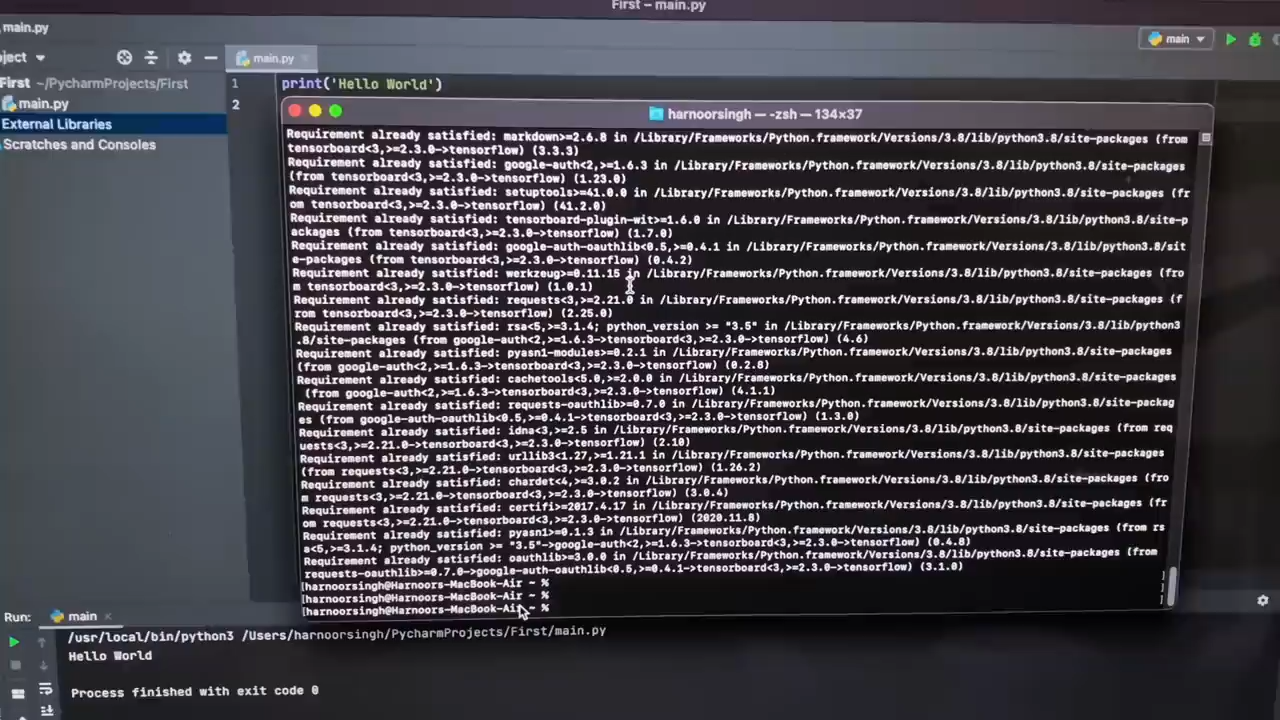 First – main.py
main.py
ject
main.py
main
First ~/PycharmProjects/First
main.py
External Libraries
Scratches and Consoles
1 print('Hello World')
2
harnoorsingh — -zsh — 134×37
Requirement already satisfied: markdown>=2.6.8 in /Library/Frameworks/Python.framework/Versions/3.8/lib/python3.8/site-packages (from
tensorboard<3,>=2.3.0->tensorflow) (3.3.3)
Requirement already satisfied: google-auth<2,>=1.6.3 in /Library/Frameworks/Python.framework/Versions/3.8/lib/python3.8/site-packages
(from tensorboard<3,>=2.3.0->tensorflow) (1.23.0)
Requirement already satisfied: setuptools>=41.0.0 in /Library/Frameworks/Python.framework/Versions/3.8/lib/python3.8/site-packages (fr
om tensorboard<3,>=2.3.0->tensorflow) (41.2.0)
Requirement already satisfied: tensorboard-plugin-wit>=1.6.0 in /Library/Frameworks/Python.framework/Versions/3.8/lib/python3.8/site-p
ackages (from tensorboard<3,>=2.3.0->tensorflow) (1.7.0)
Requirement already satisfied: google-auth-oauthlib<0.5,>=0.4.1 in /Library/Frameworks/Python.framework/Versions/3.8/lib/python3.8/sit
e-packages (from tensorboard<3,>=2.3.0->tensorflow) (0.4.2)
Requirement already satisfied: werkzeug>=0.11.15 in /Library/Frameworks/Python.framework/Versions/3.8/lib/python3.8/site-packages (fro
m tensorboard<3,>=2.3.0->tensorflow) (1.0.1)
Requirement already satisfied: requests<3,>=2.21.0 in /Library/Frameworks/Python.framework/Versions/3.8/lib/python3.8/site-packages (f
rom tensorboard<3,>=2.3.0->tensorflow) (2.25.0)
Requirement already satisfied: rsa<5,>=3.1.4; python_version >= "3.5" in /Library/Frameworks/Python.framework/Versions/3.8/lib/python3
.8/site-packages (from google-auth<2,>=1.6.3->tensorboard<3,>=2.3.0->tensorflow) (4.6)
Requirement already satisfied: pyasn1-modules>=0.2.1 in /Library/Frameworks/Python.framework/Versions/3.8/lib/python3.8/site-packages
(from google-auth<2,>=1.6.3->tensorboard<3,>=2.3.0->tensorflow) (0.2.8)
Requirement already satisfied: cachetools<5.0,>=2.0.0 in /Library/Frameworks/Python.framework/Versions/3.8/lib/python3.8/site-packages
(from google-auth<2,>=1.6.3->tensorboard<3,>=2.3.0->tensorflow) (4.1.1)
Requirement already satisfied: requests-oauthlib>=0.7.0 in /Library/Frameworks/Python.framework/Versions/3.8/lib/python3.8/site-packag
es (from google-auth-oauthlib<0.5,>=0.4.1->tensorboard<3,>=2.3.0->tensorflow) (1.3.0)
Requirement already satisfied: idna<3,>=2.5 in /Library/Frameworks/Python.framework/Versions/3.8/lib/python3.8/site-packages (from req
uests<3,>=2.21.0->tensorboard<3,>=2.3.0->tensorflow) (2.10)
Requirement already satisfied: urllib3<1.27,>=1.21.1 in /Library/Frameworks/Python.framework/Versions/3.8/lib/python3.8/site-packages
(from requests<3,>=2.21.0->tensorboard<3,>=2.3.0->tensorflow) (1.26.2)
Requirement already satisfied: chardet<4,>=3.0.2 in /Library/Frameworks/Python.framework/Versions/3.8/lib/python3.8/site-packages (fro
m requests<3,>=2.21.0->tensorboard<3,>=2.3.0->tensorflow) (3.0.4)
Requirement already satisfied: certifi>=2017.4.17 in /Library/Frameworks/Python.framework/Versions/3.8/lib/python3.8/site-packages (fr
om requests<3,>=2.21.0->tensorboard<3,>=2.3.0->tensorflow) (2020.11.8)
Requirement already satisfied: pyasn1>=0.1.3 in /Library/Frameworks/Python.framework/Versions/3.8/lib/python3.8/site-packages (from rs
a<5,>=3.1.4; python_version >= "3.5"->google-auth<2,>=1.6.3->tensorboard<3,>=2.3.0->tensorflow) (0.4.8)
Requirement already satisfied: oauthlib>=3.0.0 in /Library/Frameworks/Python.framework/Versions/3.8/lib/python3.8/site-packages (from
requests-oauthlib>=0.7.0->google-auth-oauthlib<0.5,>=0.4.1->tensorboard<3,>=2.3.0->tensorflow) (3.1.0)
[harnoorsingh@Harnoors-MacBook-Air ~ % ]
[harnoorsingh@Harnoors-MacBook-Air ~ % ]
[harnoorsingh@Harnoors-MacBook-Air ~ % ]
Run: main
/usr/local/bin/python3 /Users/harnoorsingh/PycharmProjects/First/main.py
Hello World
Process finished with exit code 0